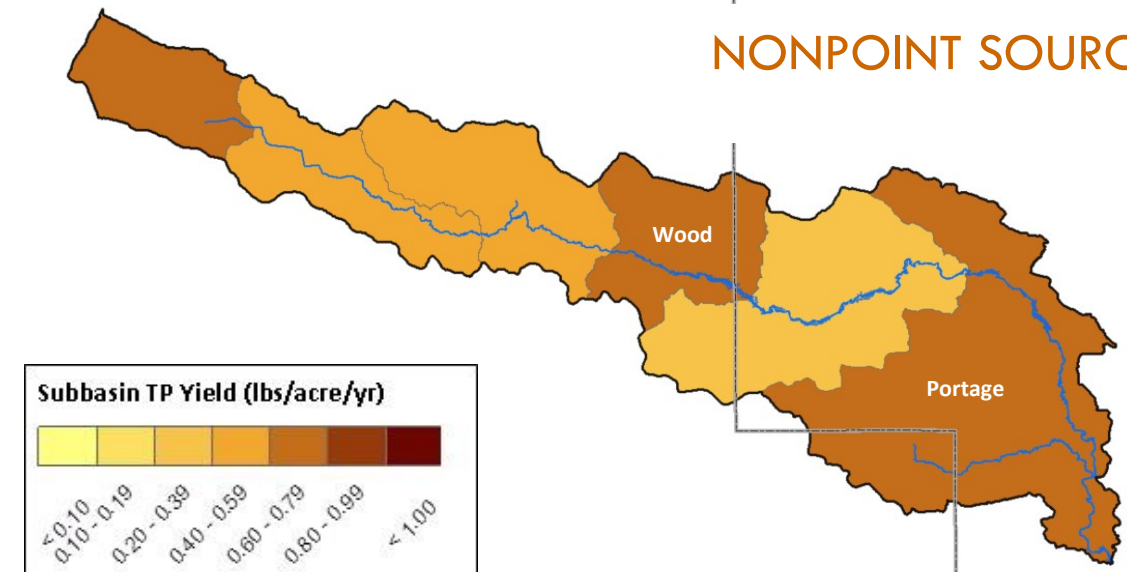 NONPOINT SOURC
Wood
Portage
Subbasin TP Yield (lbs/acre/yr)
< 0.10
0.10 - 0.19
0.20 - 0.39
0.40 - 0.59
0.60 - 0.79
0.80 - 0.99
< 1.00